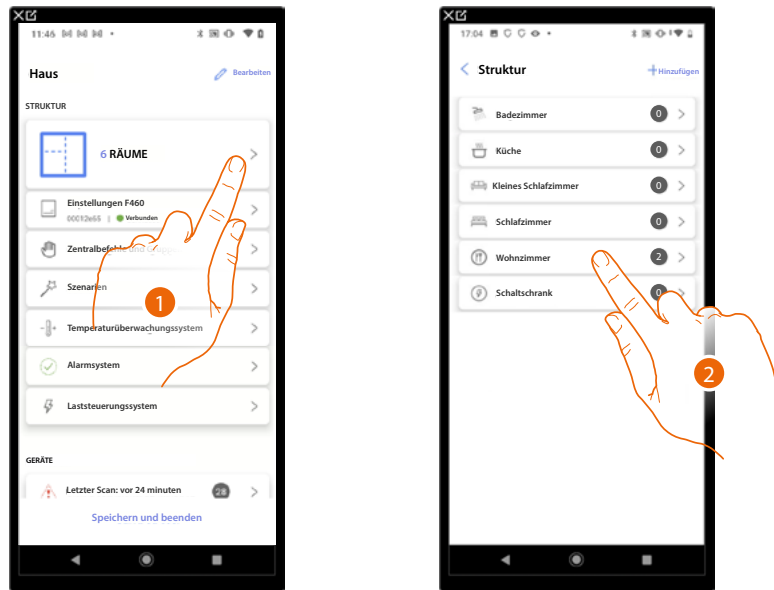 11:46
Haus
Bearbeiten
STRUKTUR
6 RÄUME
Einstellungen F460
00012e65 | Verbunden
Szenarien
1
Temperaturüberwachungssystem
Alarmsystem
Laststeuerungssystem
GERÄTE
Letzter Scan: vor 24 minuten
28
Speichern und beenden
17:04
Struktur
Hinzufügen
Badezimmer 0
Küche 0
Kleines Schlafzimmer 0
Schlafzimmer 0
Wohnzimmer 2
Schaltschrank 0
2